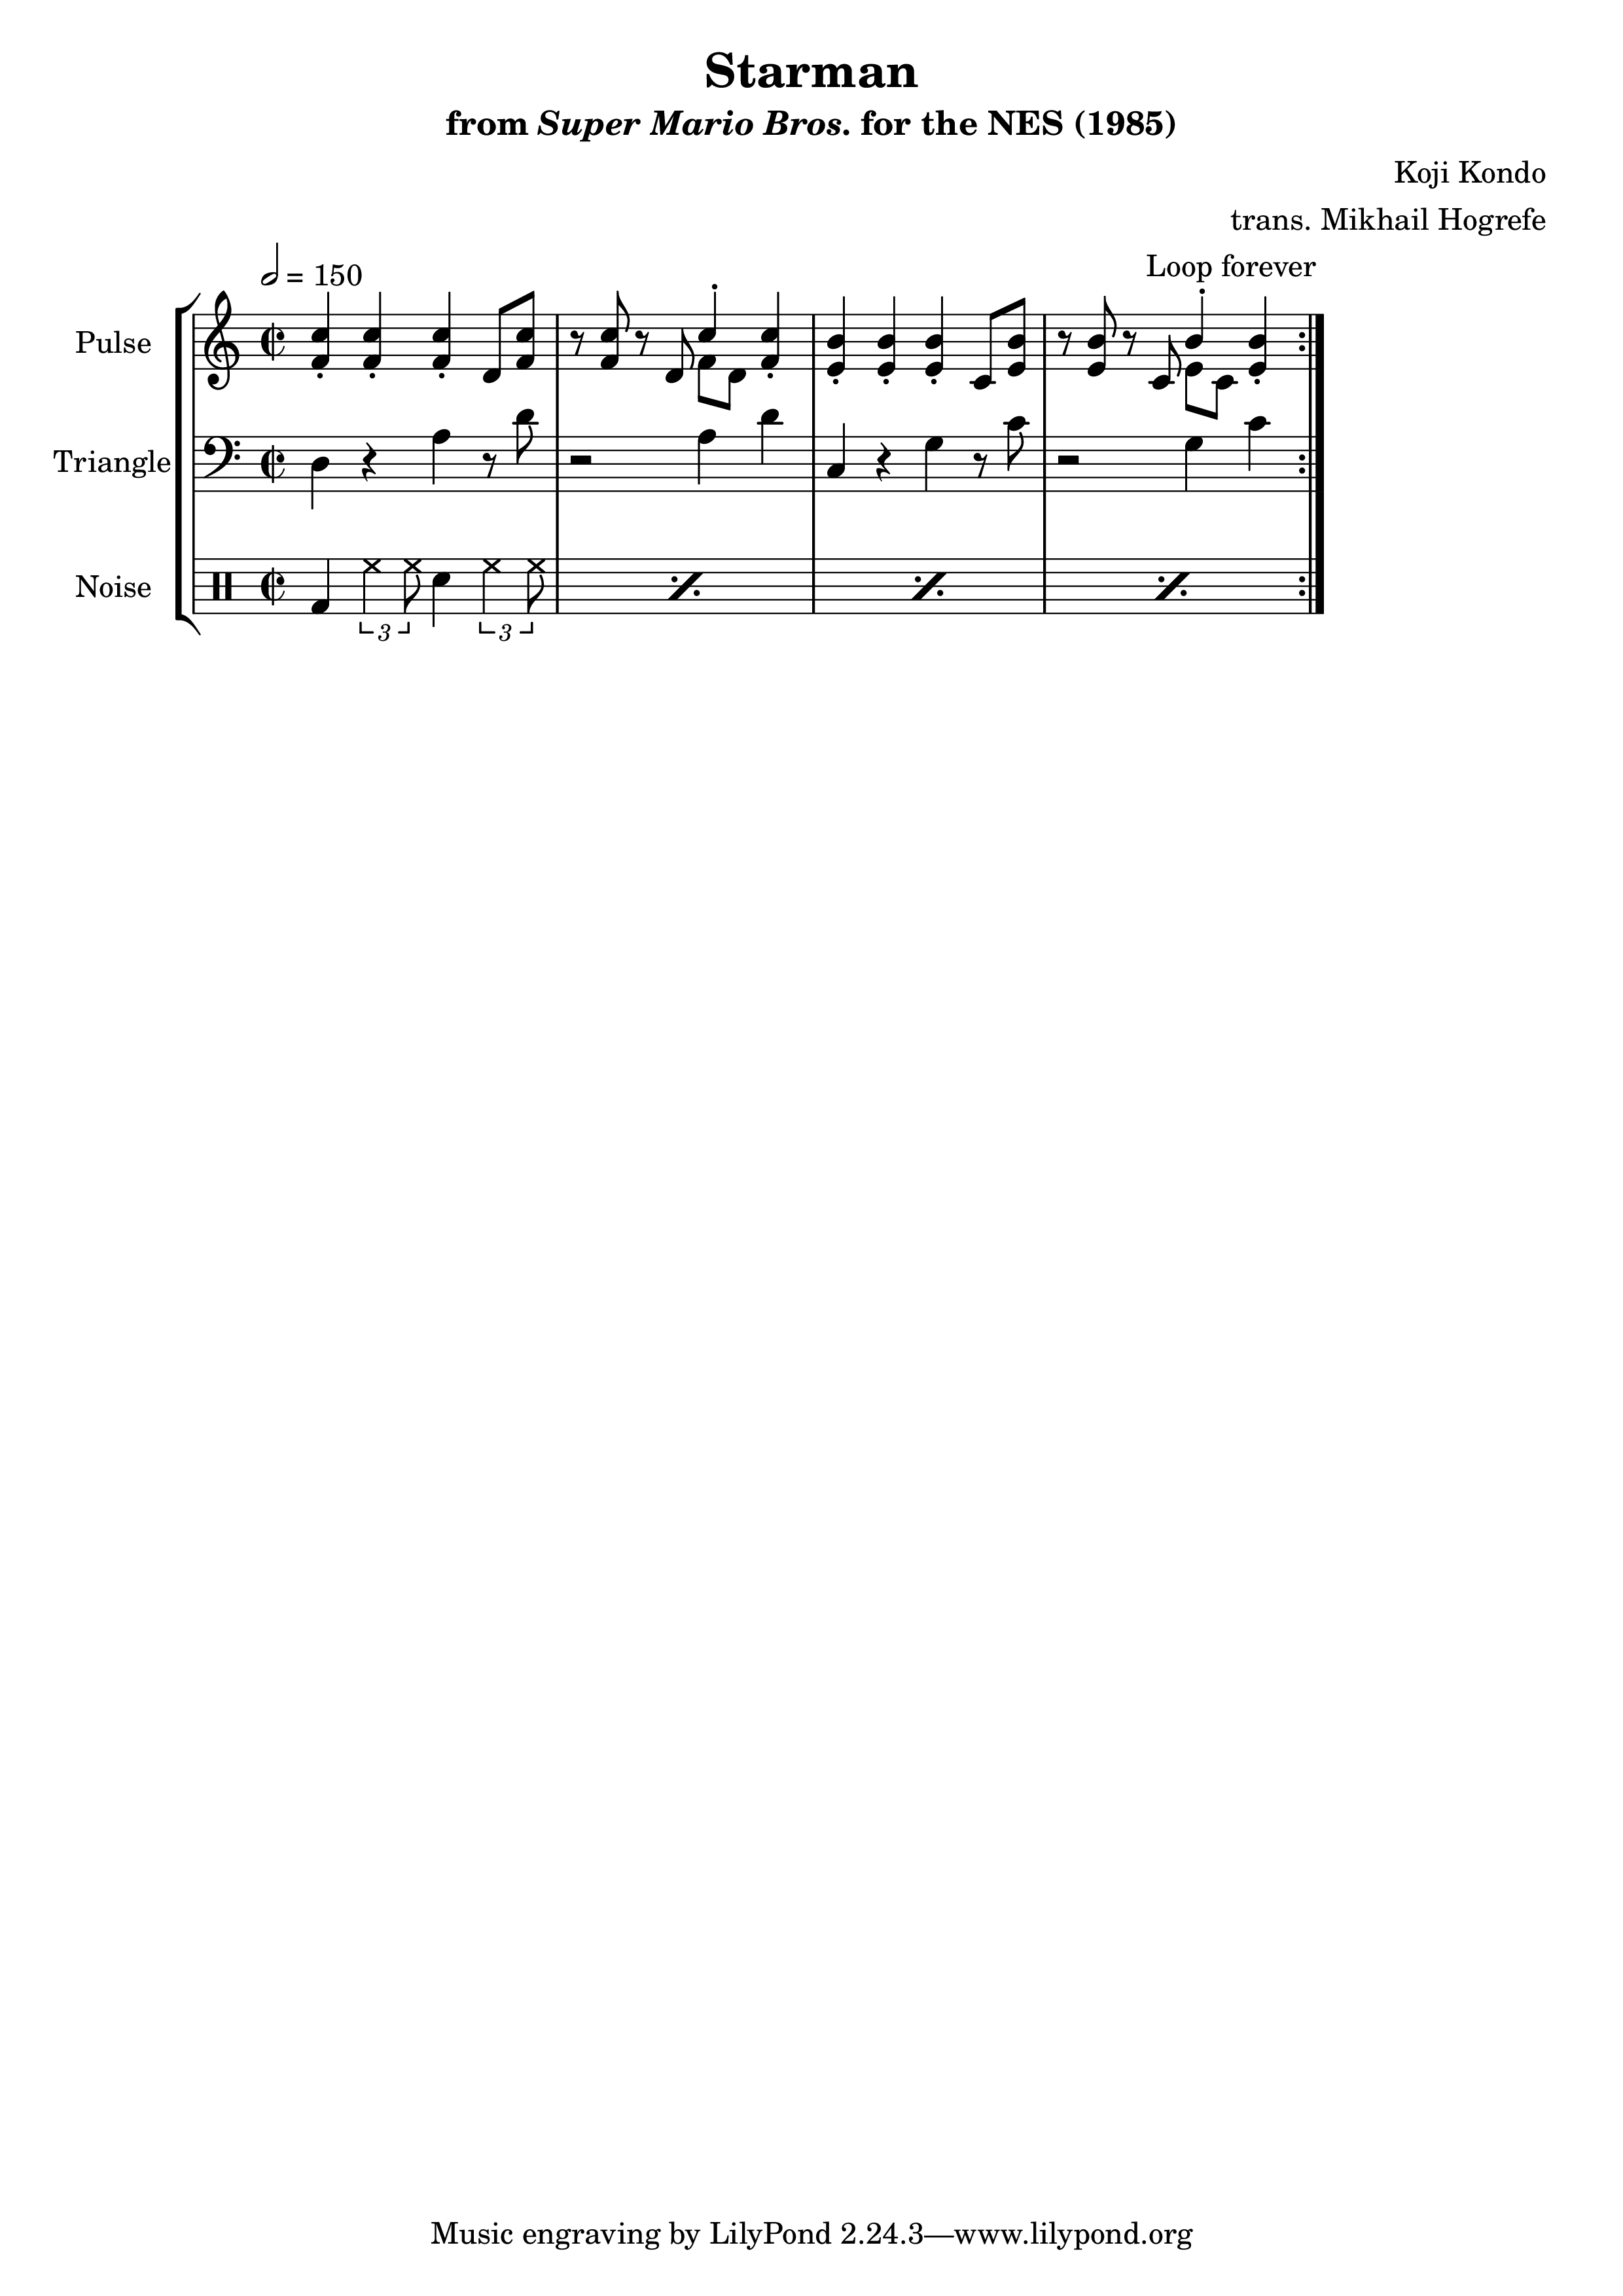 Starman
from Super Mario Bros. for the NES (1985)
Koji Kondo
trans. Mikhail Hogrefe
= 150
Loop forever
Pulse
Triangle
Noise
3 3
Music engraving by LilyPond 2.24.3—www.lilypond.org